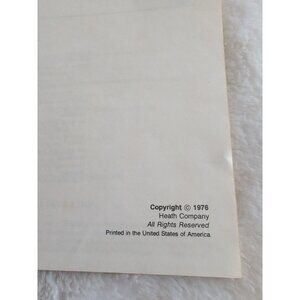 Copyright © 1976
Heath Company
All Rights Reserved
Printed in the United States of America